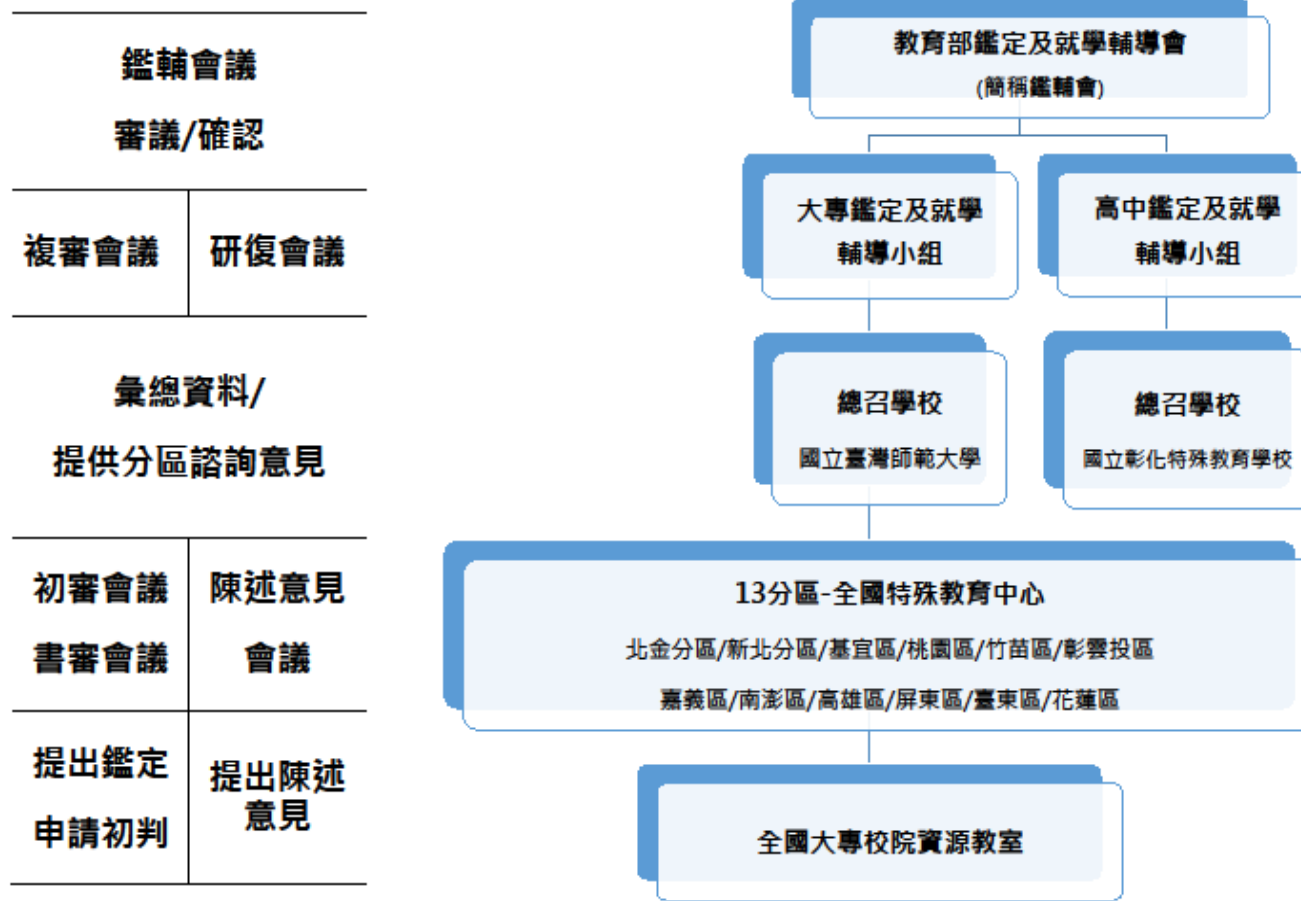 鑑輔會議
審議/確認
複審會議
研復會議
彙總資料/
提供分區諮詢意見
初審會議
書審會議
陳述意見
會議
提出鑑定
申請初判
提出陳述
意見
教育部鑑定及就學輔導會
(簡稱鑑輔會)
大專鑑定及就學
輔導小組
高中鑑定及就學
輔導小組
總召學校
國立臺灣師範大學
總召學校
國立彰化特殊教育學校
13分區-全國特殊教育中心
北金分區/新北分區/基宜區/桃園區/竹苗區/彰雲投區
嘉義區/南澎區/高雄區/屏東區/臺東區/花蓮區
全國大專校院資源教室